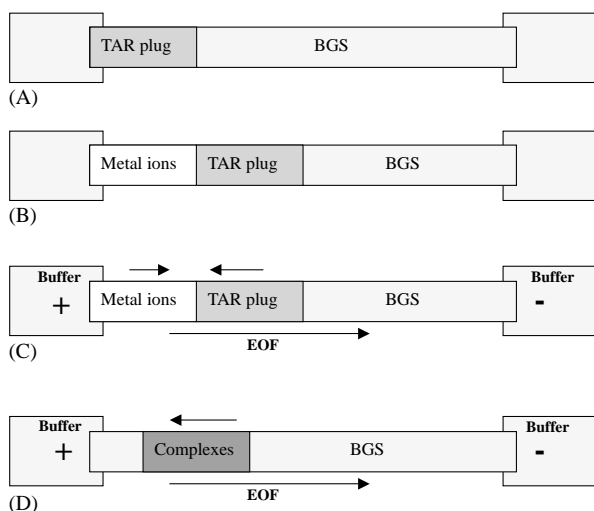 TAR plug BGS
(A)
Metal ions TAR plug BGS
(B)
Buffer Buffer
+ Metal ions TAR plug BGS -
EOF
(C)
Buffer Buffer
+ Complexes BGS -
EOF
(D)